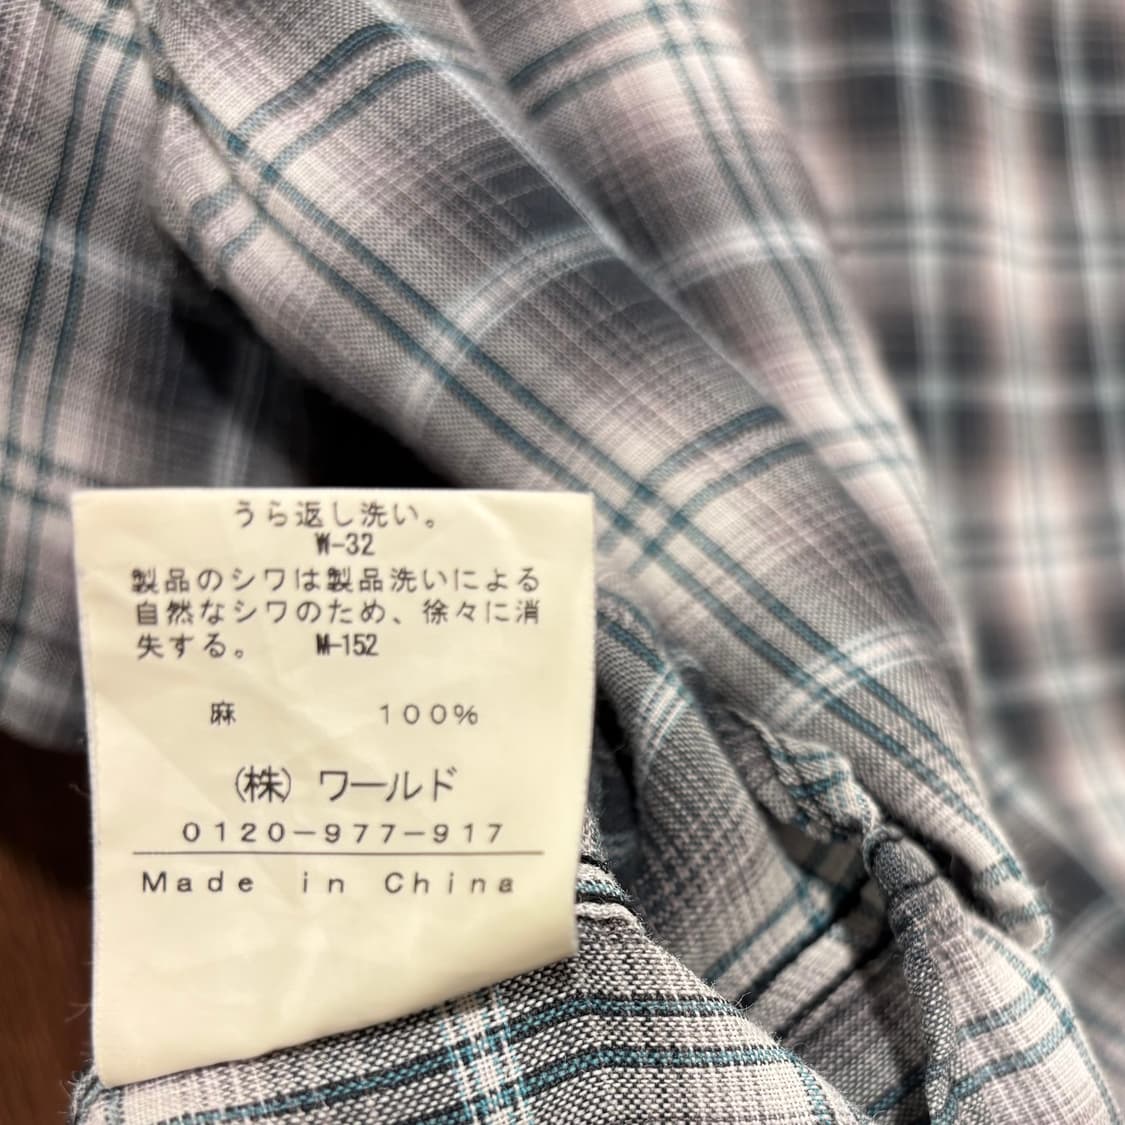 うら返し洗い。
W-32
製品のシワは製品洗いによる
自然なシワのため、徐々に消
失する。 M-152
麻 100%
(株) ワールド
0120-977-917
Made in China